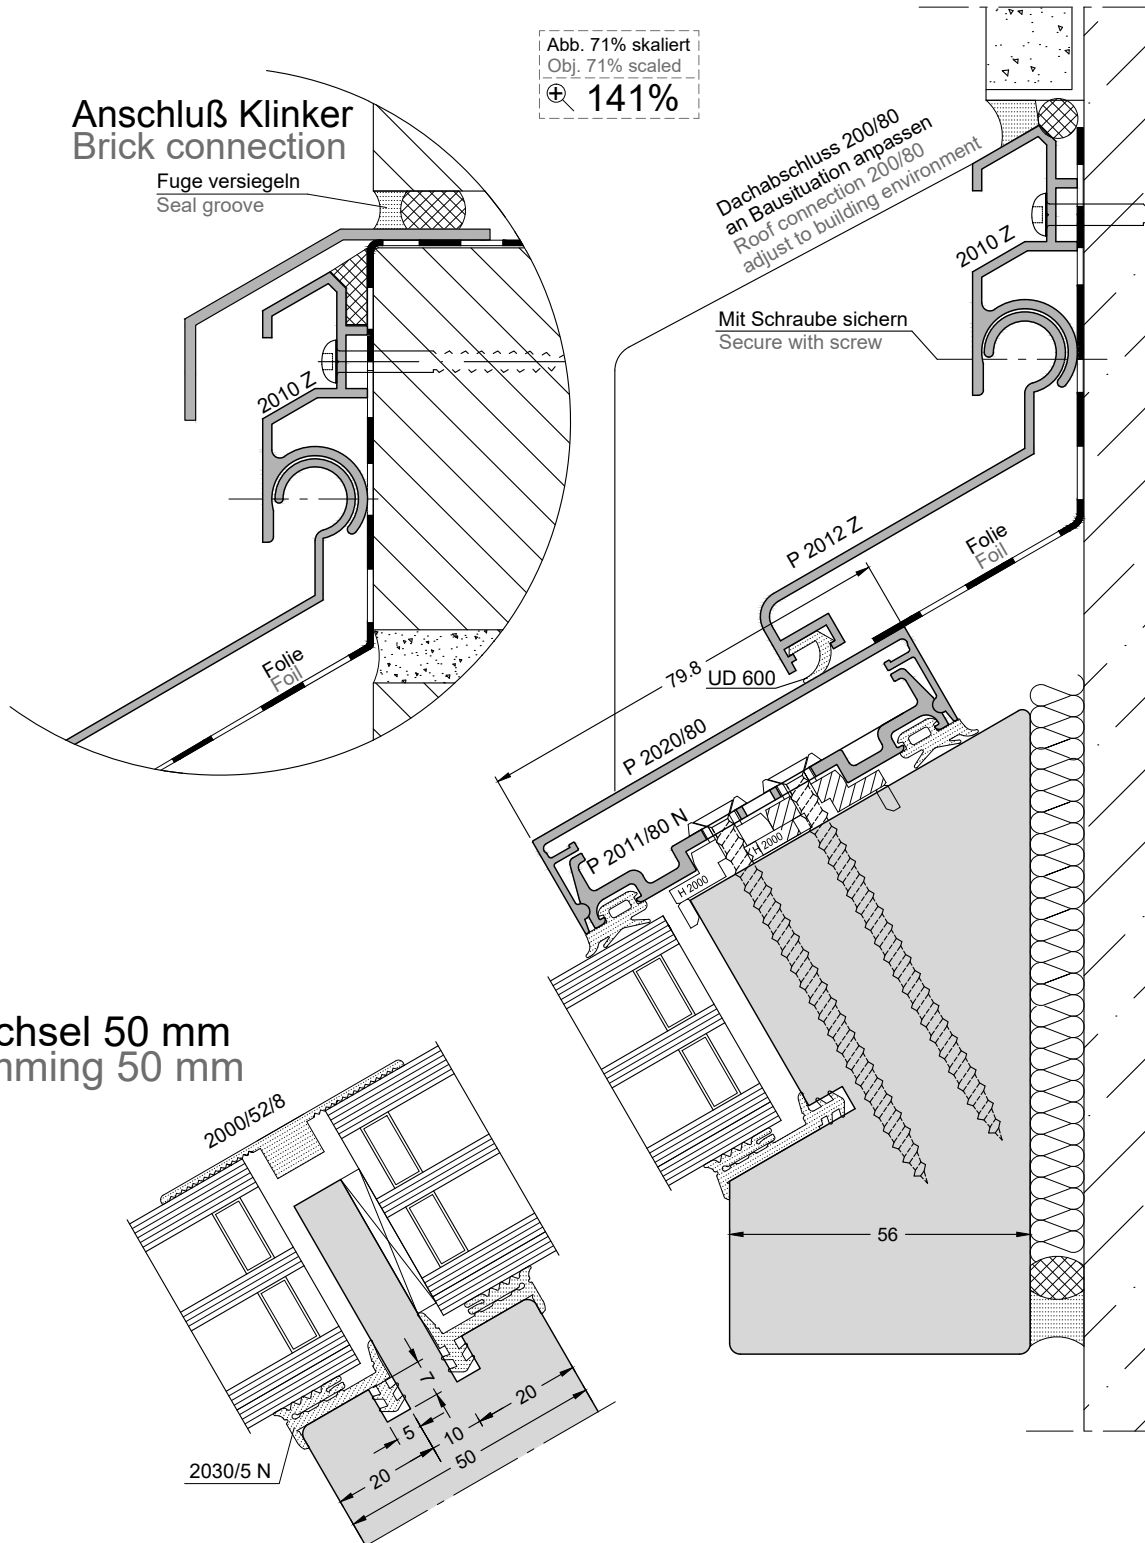 Abb. 71% skaliert
Obj. 71% scaled
141%
Anschluß Klinker
Brick connection
Fuge versiegeln
Seal groove
2010 Z
Folie
Foil
Dachabschluss 200/80
an Bausituation anpassen
Roof connection 200/80
adjust to building environment
2010 Z
Mit Schraube sichern
Secure with screw
P 2012 Z
Folie
Foil
79.8
UD 600
P 2020/80
P 2011/80 N
H 2000
KH 2000
56
chsel 50 mm
mming 50 mm
2000/52/8
7
5
10
20
20
50
2030/5 N